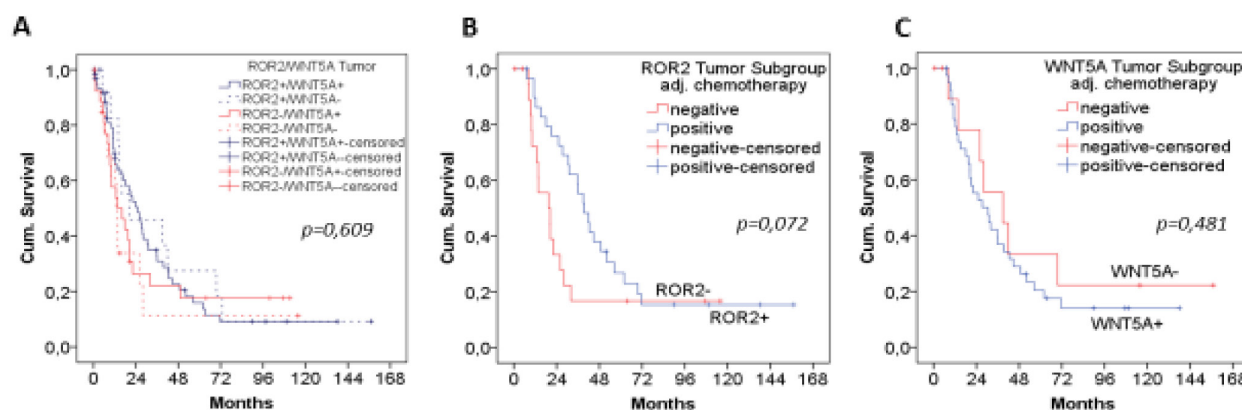 A
ROR2/WNT5A Tumor
ROR2+/WNT5A+
ROR2+/WNT5A-
ROR2-/WNT5A+
ROR2-/WNT5A-
ROR2+/WNT5A+-censored
ROR2+/WNT5A--censored
ROR2-/WNT5A+-censored
ROR2-/WNT5A--censored
p=0,609
Cum. Survival
1,0
0,8
0,6
0,4
0,2
0,0
0 24 48 72 96 120 144 168
Months
B
ROR2 Tumor Subgroup
adj. chemotherapy
negative
positive
negative-censored
positive-censored
p=0,072
ROR2-
ROR2+
Cum. Survival
1,0
0,8
0,6
0,4
0,2
0,0
0 24 48 72 96 120 144 168
Months
C
WNT5A Tumor Subgroup
adj. chemotherapy
negative
positive
negative-censored
positive-censored
p=0,481
WNT5A-
WNT5A+
Cum. Survival
1,0
0,8
0,6
0,4
0,2
0,0
0 24 48 72 96 120 144 168
Months